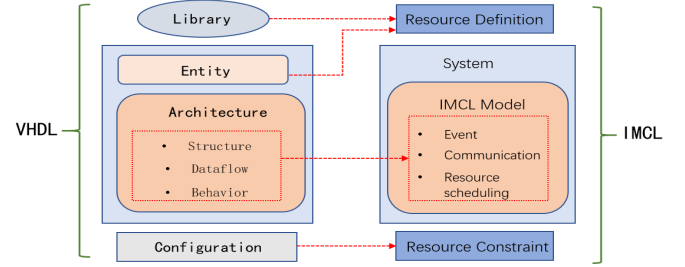 VHDL
Library
Entity
Architecture
• Structure
• Dataflow
• Behavior
Configuration
Resource Definition
System
IMCL Model
• Event
• Communication
• Resource
scheduling
Resource Constraint
IMCL